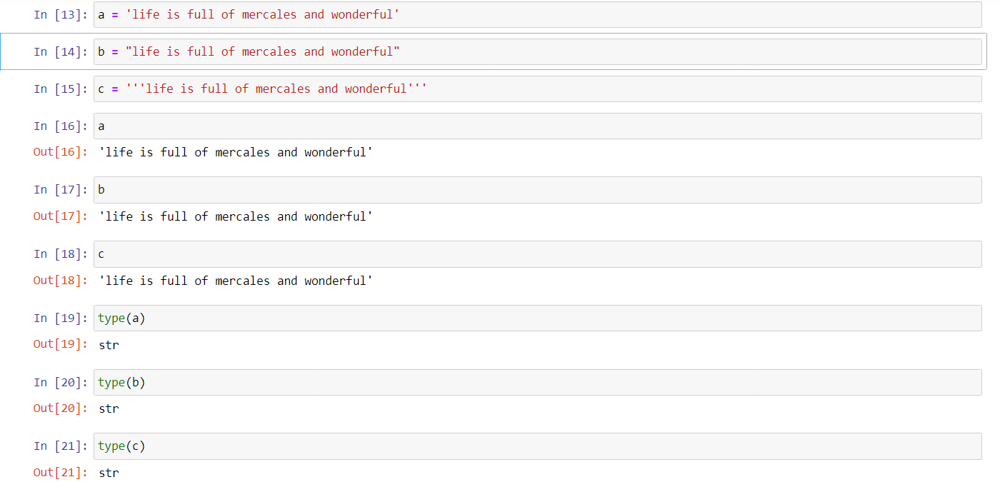 In [13]: a = 'life is full of mercales and wonderful'
In [14]: b = "life is full of mercales and wonderful"
In [15]: c = '''life is full of mercales and wonderful'''
In [16]: a
Out[16]: 'life is full of mercales and wonderful'
In [17]: b
Out[17]: 'life is full of mercales and wonderful'
In [18]: c
Out[18]: 'life is full of mercales and wonderful'
In [19]: type(a)
Out[19]: str
In [20]: type(b)
Out[20]: str
In [21]: type(c)
Out[21]: str